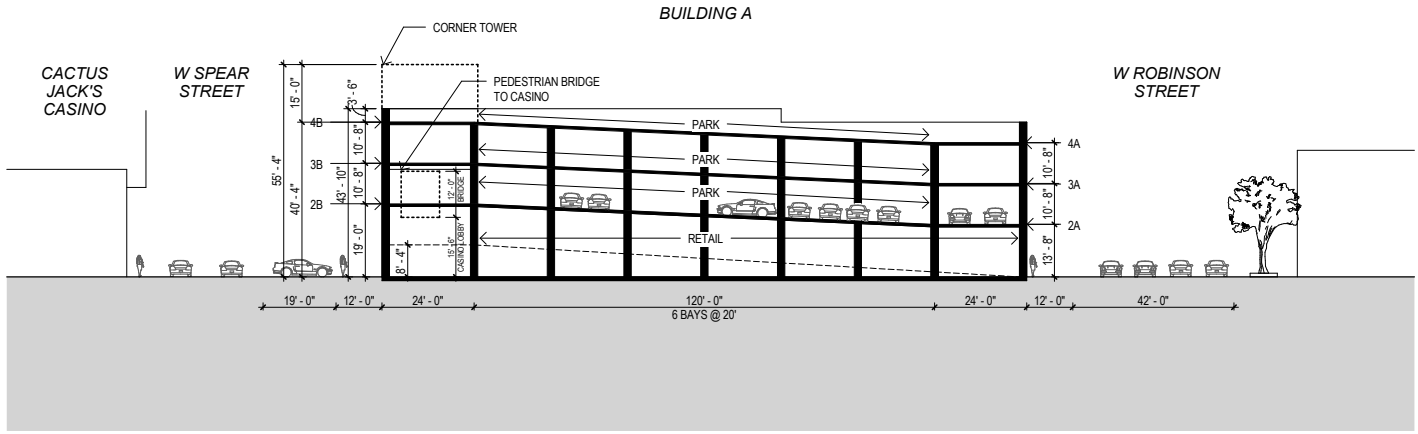 BUILDING A
CORNER TOWER
CACTUS
JACK'S
CASINO
W SPEAR
STREET
PEDESTRIAN BRIDGE
TO CASINO
W ROBINSON
STREET
15' - 0"
3' - 6"
55' - 4"
40' - 4"
43' - 10"
4B
10' - 8"
3B
10' - 8"
2B
19' - 0"
8' - 4"
12' - 0"
BRIDGE
15' - 6"
CASINO LOBBY
PARK
PARK
PARK
RETAIL
4A
10' - 8"
3A
10' - 8"
2A
13' - 8"
19' - 0"
12' - 0"
24' - 0"
120' - 0"
6 BAYS @ 20'
24' - 0"
12' - 0"
42' - 0"